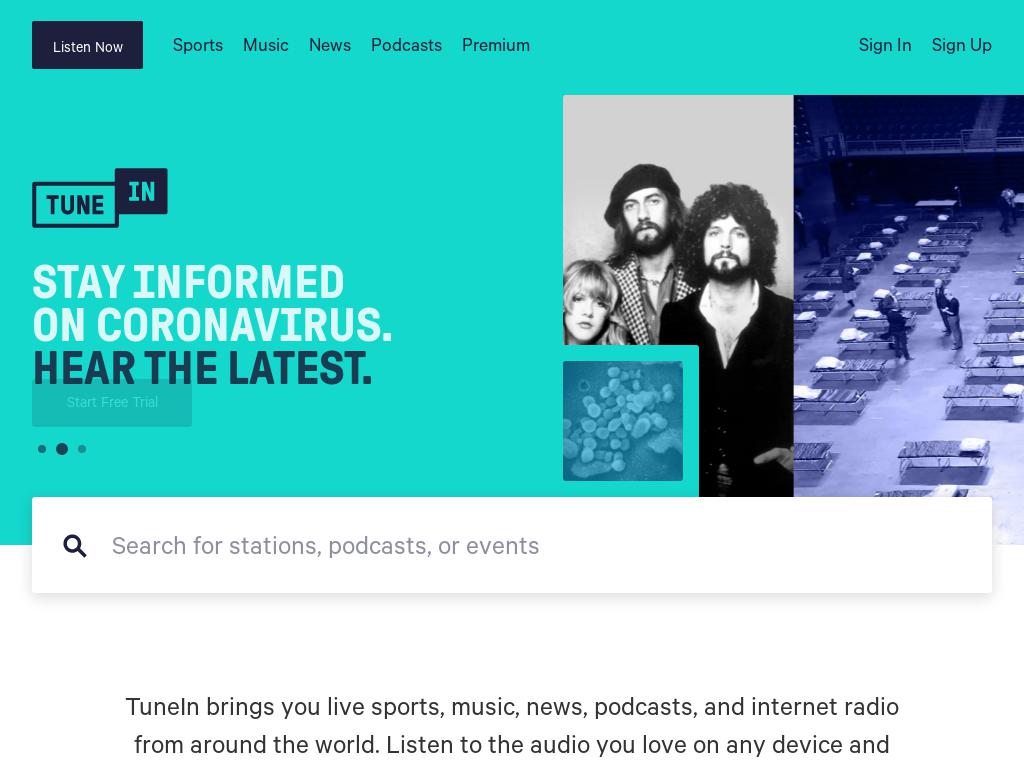 Listen Now
Sports
Music
News
Podcasts
Premium
Sign In
Sign Up
TUNE IN
STAY INFORMED
ON CORONAVIRUS.
HEAR THE LATEST.
Start Free Trial
Search for stations, podcasts, or events
TuneIn brings you live sports, music, news, podcasts, and internet radio
from around the world. Listen to the audio you love on any device and